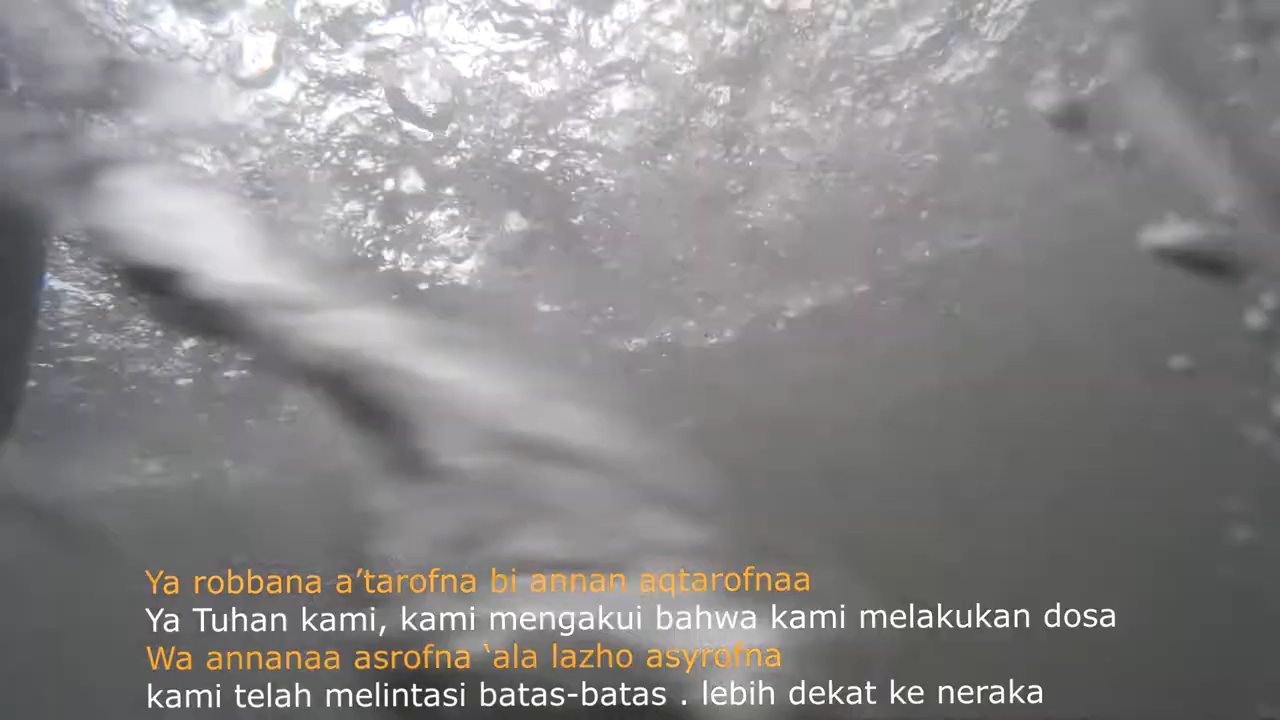 Ya robbana a’tarofna bi annan aqtarofnaa
Ya Tuhan kami, kami mengakui bahwa kami melakukan dosa
Wa annanaa asrofna ‘ala lazho asyrofna
kami telah melintasi batas-batas . lebih dekat ke neraka